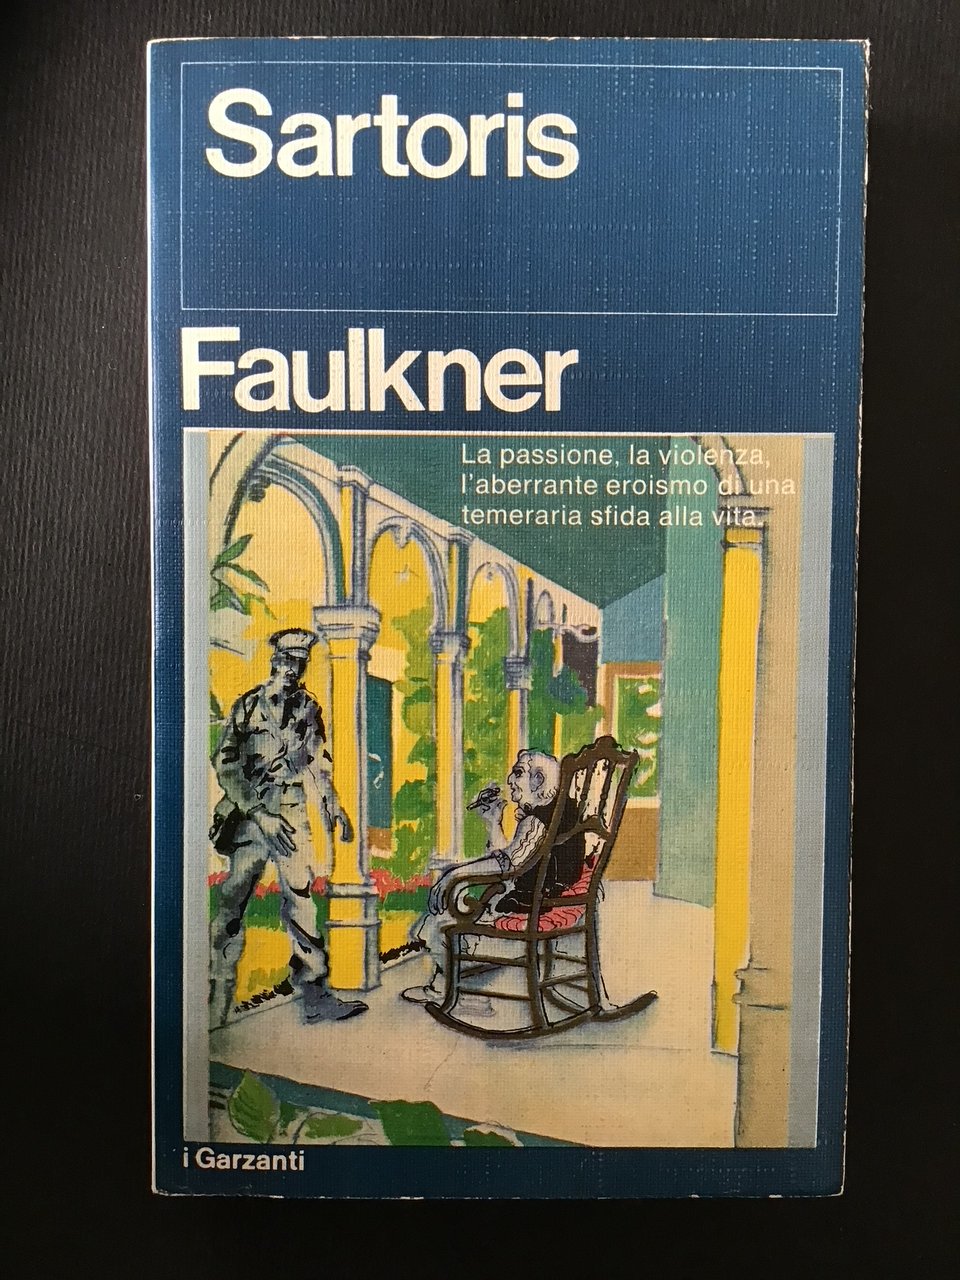 Sartoris
Faulkner
La passione, la violenza,
l'aberrante eroismo di una
temeraria sfida alla vita.
i Garzanti